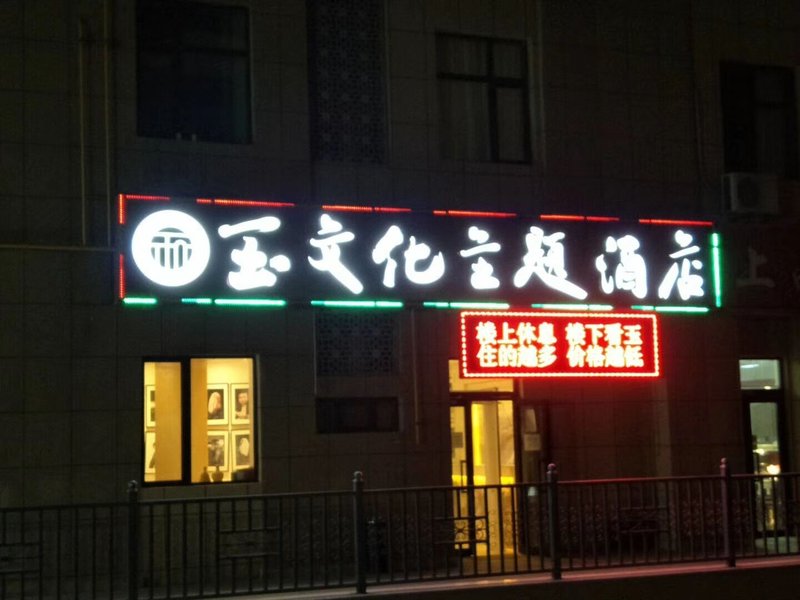 玉文化主题酒店
楼上休息 楼下看玉
住的越多 价格越低
上